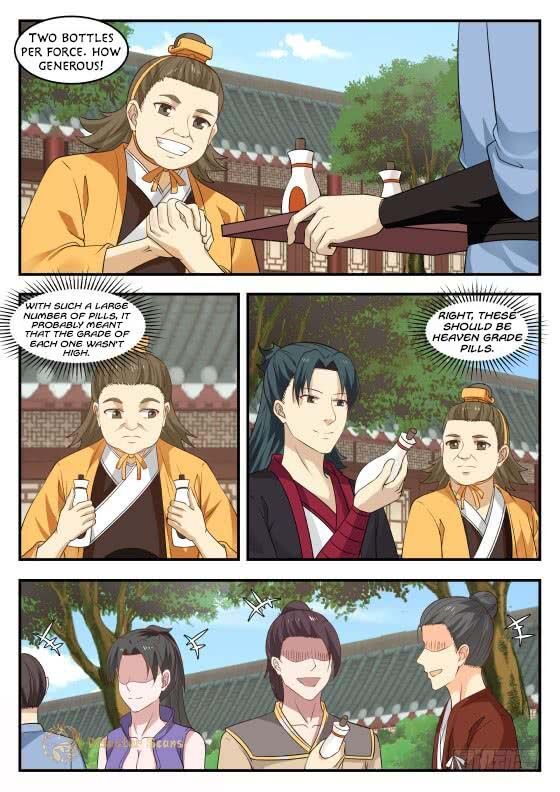 TWO BOTTLES
PER FORCE. HOW
GENEROUS!
WITH SUCH A LARGE
NUMBER OF PILLS, IT
PROBABLY MEANT
THAT THE GRADE OF
EACH ONE WASN'T
HIGH.
RIGHT, THESE
SHOULD BE
HEAVEN GRADE
PILLS.
Scans